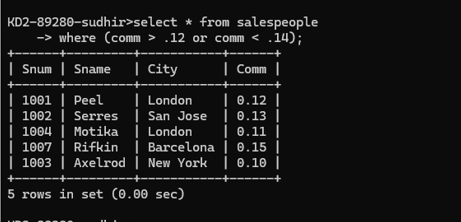 KD2-89280-sudhir>select * from salespeople
    -> where (comm > .12 or comm < .14);
+------+---------+-----------+------+
| Snum | Sname   | City      | Comm |
+------+---------+-----------+------+
| 1001 | Peel    | London    | 0.12 |
| 1002 | Serres  | San Jose  | 0.13 |
| 1004 | Motika  | London    | 0.11 |
| 1007 | Rifkin  | Barcelona | 0.15 |
| 1003 | Axelrod | New York  | 0.10 |
+------+---------+-----------+------+
5 rows in set (0.00 sec)